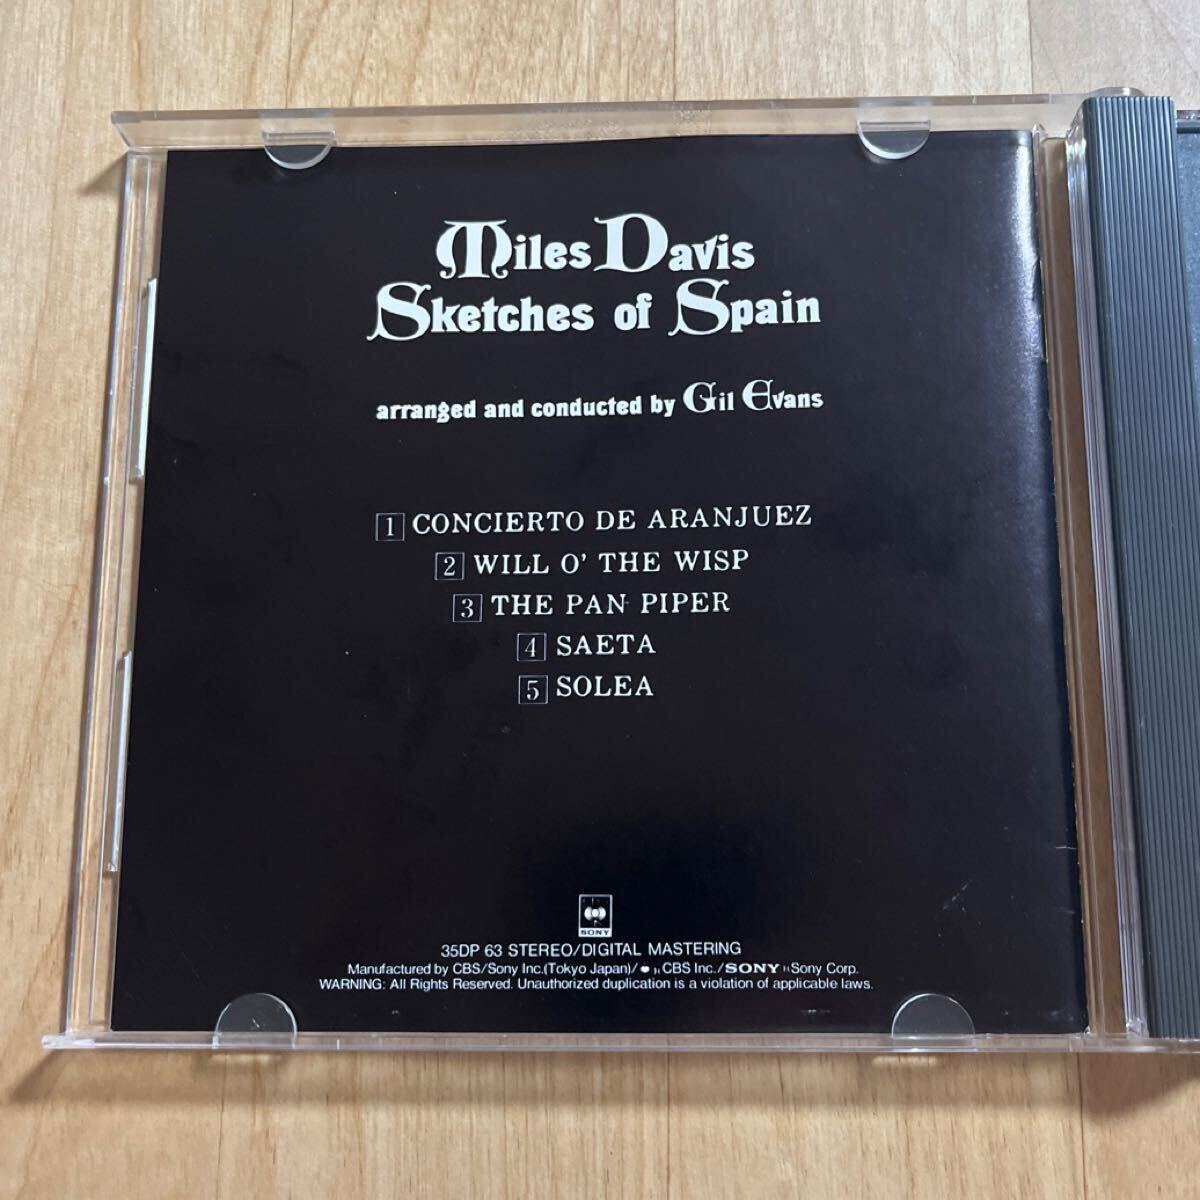 Miles Davis
Sketches of Spain
arranged and conducted by Gil Evans
1 CONCIERTO DE ARANJUEZ
2 WILL O' THE WISP
3 THE PAN PIPER
4 SAETA
5 SOLEA
SONY
35DP 63 STEREO/DIGITAL MASTERING
Manufactured by CBS/Sony Inc.(Tokyo Japan)/ CBS Inc./SONY Sony Corp.
WARNING: All Rights Reserved. Unauthorized duplication is a violation of applicable laws.